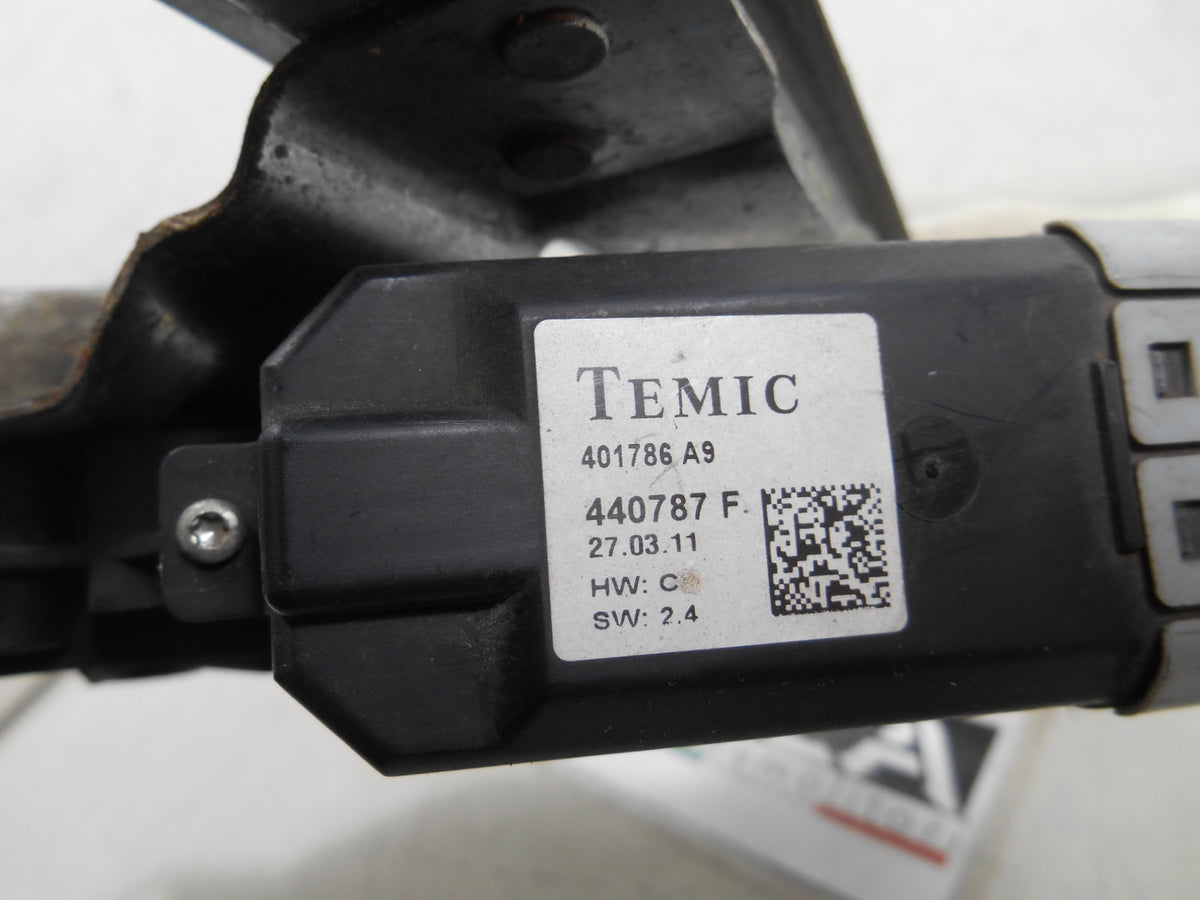 TEMIC
401786 A9
440787 F
27.03.11
HW: C
SW: 2.4